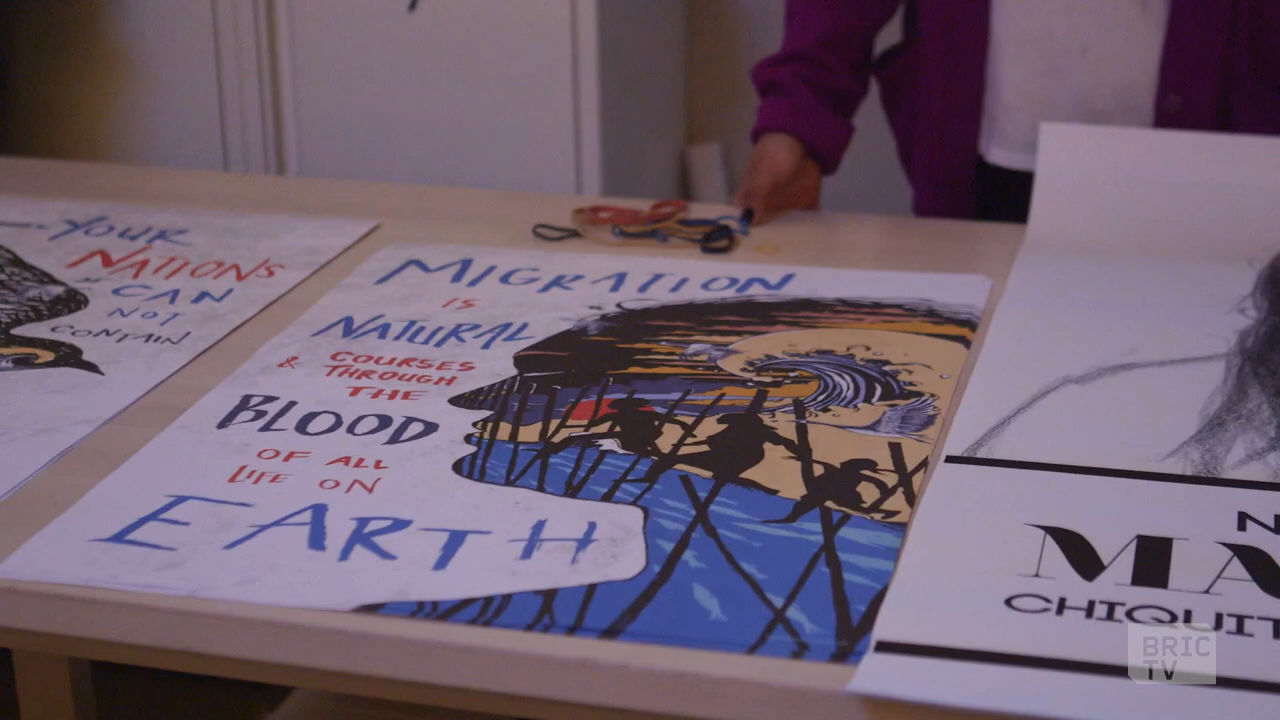 YOUR
NATIONS
CAN
NOT
CONTAIN
MIGRATION
IS
NATURAL
& COURSES
THROUGH
THE
BLOOD
OF ALL
LIFE ON
EARTH
N
MA
CHIQUIT
BRIC
TV